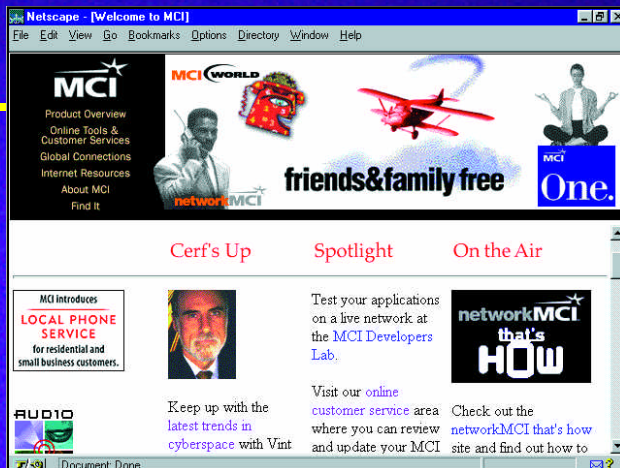 Netscape - [Welcome to MCI]
File Edit View Go Bookmarks Options Directory Window Help
MCI
Product Overview
Online Tools &
Customer Services
Global Connections
Internet Resources
About MCI
Find It
MCI WORLD
networkMCI
friends&family free
MCI
One.
Cerf's Up
Spotlight
On the Air
MCI introduces
LOCAL PHONE
SERVICE
for residential and
small business customers.
AUDIO
Keep up with the
latest trends in
cyberspace with Vint
Test your applications
on a live network at
the MCI Developers
Lab.
Visit our online
customer service area
where you can review
and update your MCI
networkMCI
that's
HOW
Check out the
networkMCI that's how
site and find out how to
Document: Done